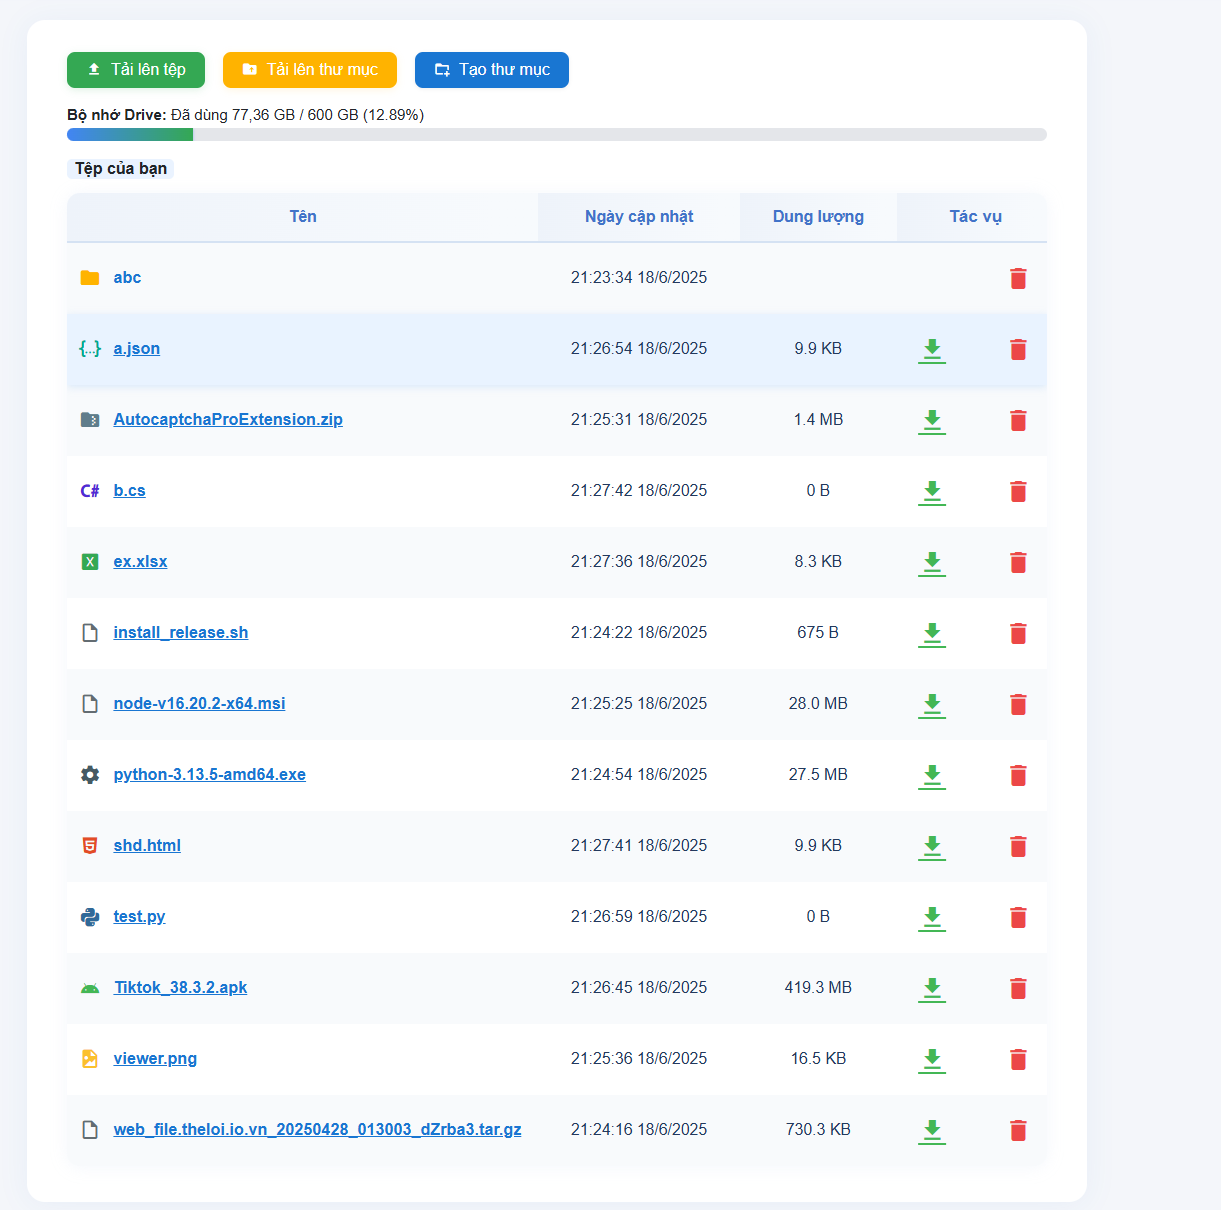 Tải lên tệp Tải lên thư mục Tạo thư mục
Bộ nhớ Drive: Đã dùng 77,36 GB / 600 GB (12.89%)
Tệp của bạn
Tên Ngày cập nhật Dung lượng Tác vụ
abc 21:23:34 18/6/2025
{...} a.json 21:26:54 18/6/2025 9.9 KB
AutocaptchaProExtension.zip 21:25:31 18/6/2025 1.4 MB
C# b.cs 21:27:42 18/6/2025 0 B
X ex.xlsx 21:27:36 18/6/2025 8.3 KB
install_release.sh 21:24:22 18/6/2025 675 B
node-v16.20.2-x64.msi 21:25:25 18/6/2025 28.0 MB
python-3.13.5-amd64.exe 21:24:54 18/6/2025 27.5 MB
5 shd.html 21:27:41 18/6/2025 9.9 KB
test.py 21:26:59 18/6/2025 0 B
Tiktok_38.3.2.apk 21:26:45 18/6/2025 419.3 MB
viewer.png 21:25:36 18/6/2025 16.5 KB
web_file.theloi.io.vn_20250428_013003_dZrba3.tar.gz 21:24:16 18/6/2025 730.3 KB